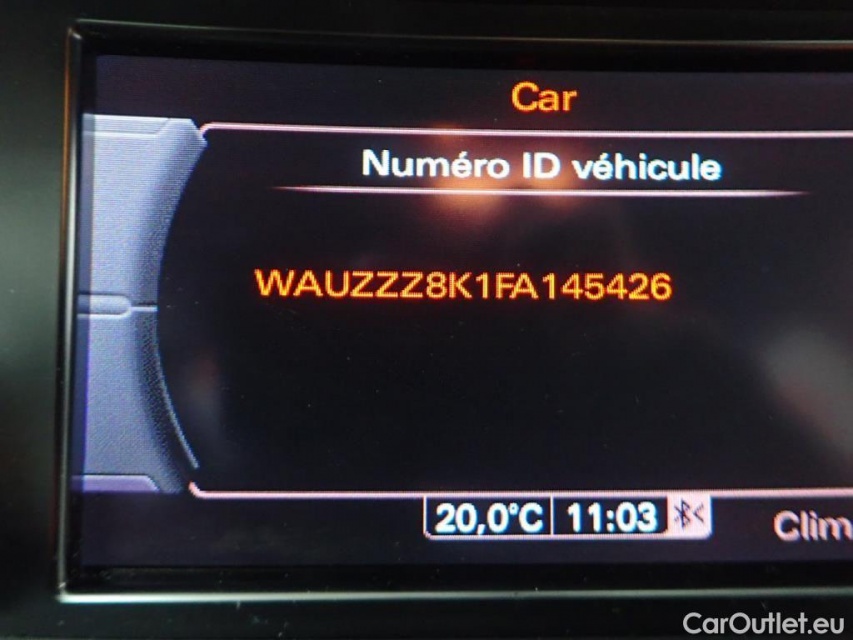 Car
Numéro ID véhicule
WAUZZZ8K1FA145426
20,0°C 11:03
Clim
CarOutlet.eu